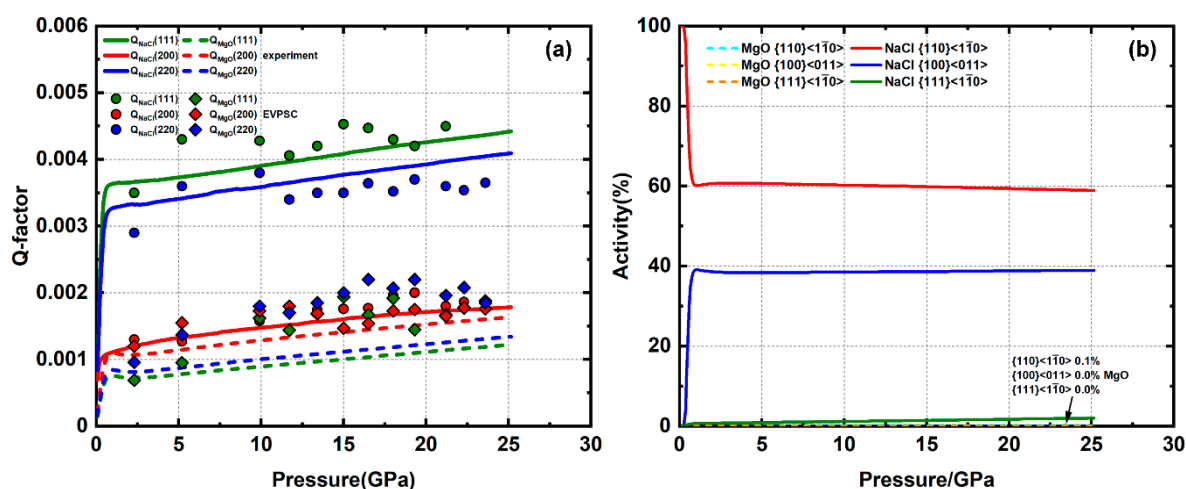 (a)
Q_NaCl(111) Q_MgO(111)
Q_NaCl(200) Q_MgO(200) experiment
Q_NaCl(220) Q_MgO(220)
Q_NaCl(111) Q_MgO(111)
Q_NaCl(200) Q_MgO(200) EVPSC
Q_NaCl(220) Q_MgO(220)
0.006
0.005
0.004
0.003
0.002
0.001
0
Q-factor
0 5 10 15 20 25 30
Pressure(GPa)
(b)
MgO {110}<11̅0> NaCl {110}<11̅0>
MgO {100}<011> NaCl {100}<011>
MgO {111}<11̅0> NaCl {111}<11̅0>
100
80
60
40
20
0
Activity(%)
{110}<11̅0> 0.1%
{100}<011> 0.0% MgO
{111}<11̅0> 0.0%
0 5 10 15 20 25 30
Pressure/GPa